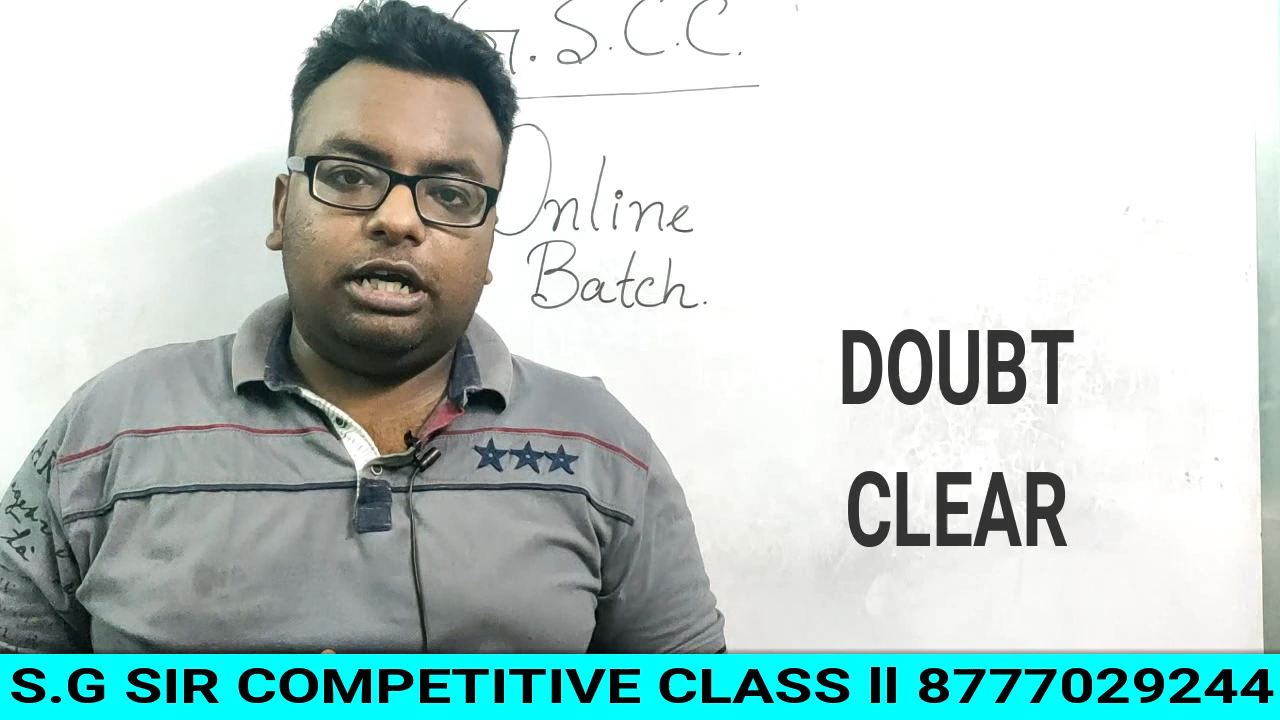 G.S.C.C.
Online
Batch.
DOUBT
CLEAR
S.G SIR COMPETITIVE CLASS ll 8777029244